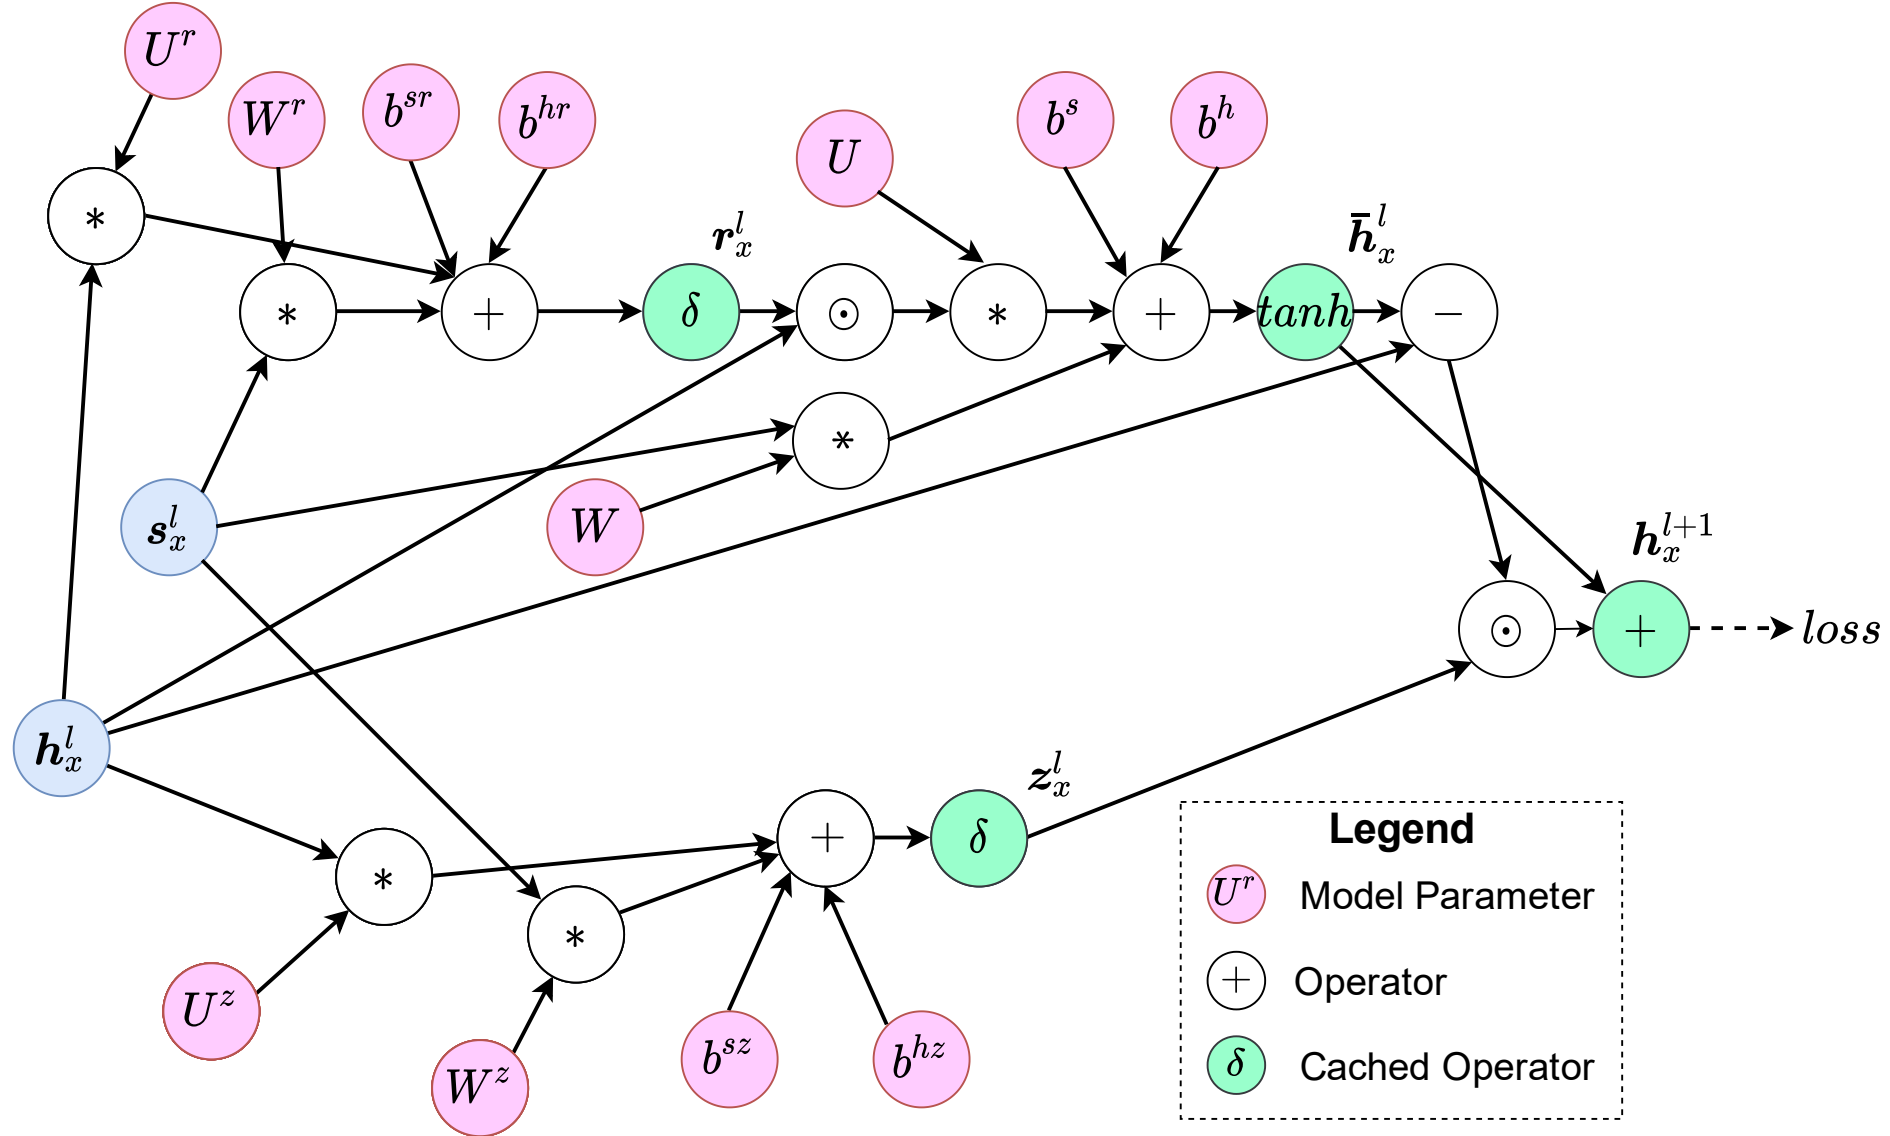 U^r
W^r
b^{sr}
b^{hr}
U
b^s
b^h
*
r_x^l
h̄_x^l
*
+
δ
⊙
*
+
tanh
−
*
s_x^l
W
h_x^{l+1}
⊙
+
loss
h_x^l
z_x^l
*
+
δ
*
U^z
W^z
b^{sz}
b^{hz}
Legend
U^r Model Parameter
+ Operator
δ Cached Operator